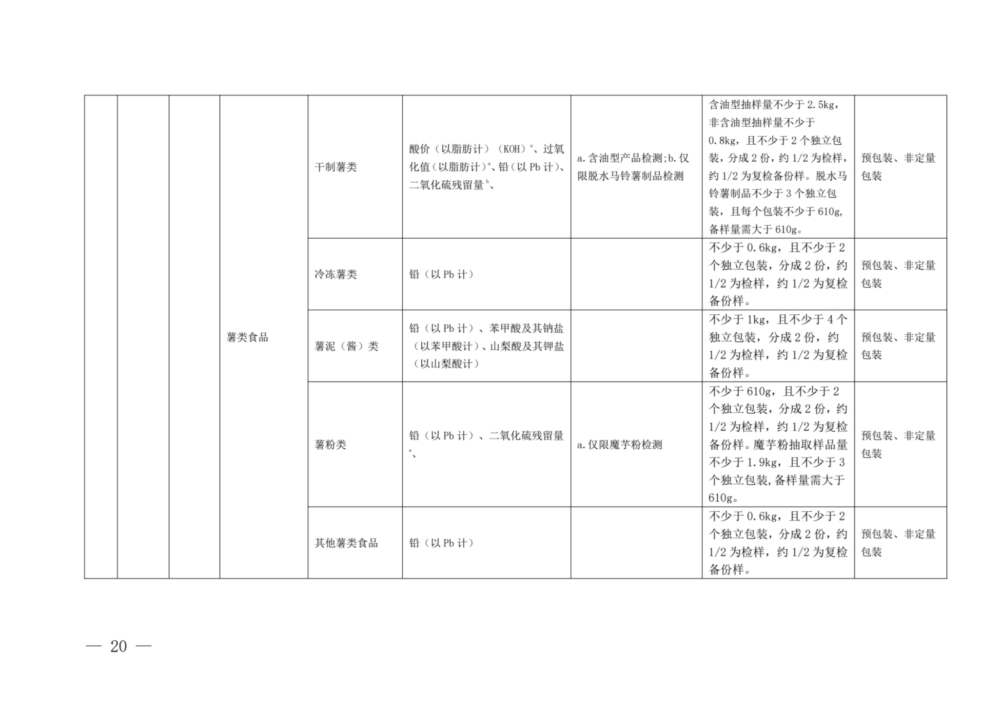 薯类食品
干制薯类
酸价（以脂肪计）（KOH）ᵃ、过氧
化值（以脂肪计）ᵃ、铅（以 Pb 计）、
二氧化硫残留量 ᵇ、
a.含油型产品检测;b.仅
限脱水马铃薯制品检测
含油型抽样量不少于 2.5kg，
非含油型抽样量不少于
0.8kg，且不少于 2 个独立包
装，分成 2 份，约 1/2 为检样，
约 1/2 为复检备份样。脱水马
铃薯制品不少于 3 个独立包
装，且每个包装不少于 610g,
备样量需大于 610g。
预包装、非定量
包装
冷冻薯类
铅（以 Pb 计）
不少于 0.6kg，且不少于 2
个独立包装，分成 2 份，约
1/2 为检样，约 1/2 为复检
备份样。
预包装、非定量
包装
薯泥（酱）类
铅（以 Pb 计）、苯甲酸及其钠盐
（以苯甲酸计）、山梨酸及其钾盐
（以山梨酸计）
不少于 1kg，且不少于 4 个
独立包装，分成 2 份，约
1/2 为检样，约 1/2 为复检
备份样。
预包装、非定量
包装
薯粉类
铅（以 Pb 计）、二氧化硫残留量
ᵃ、
a.仅限魔芋粉检测
不少于 610g，且不少于 2
个独立包装，分成 2 份，约
1/2 为检样，约 1/2 为复检
备份样。魔芋粉抽取样品量
不少于 1.9kg，且不少于 3
个独立包装,备样量需大于
610g。
预包装、非定量
包装
其他薯类食品
铅（以 Pb 计）
不少于 0.6kg，且不少于 2
个独立包装，分成 2 份，约
1/2 为检样，约 1/2 为复检
备份样。
预包装、非定量
包装
— 20 —